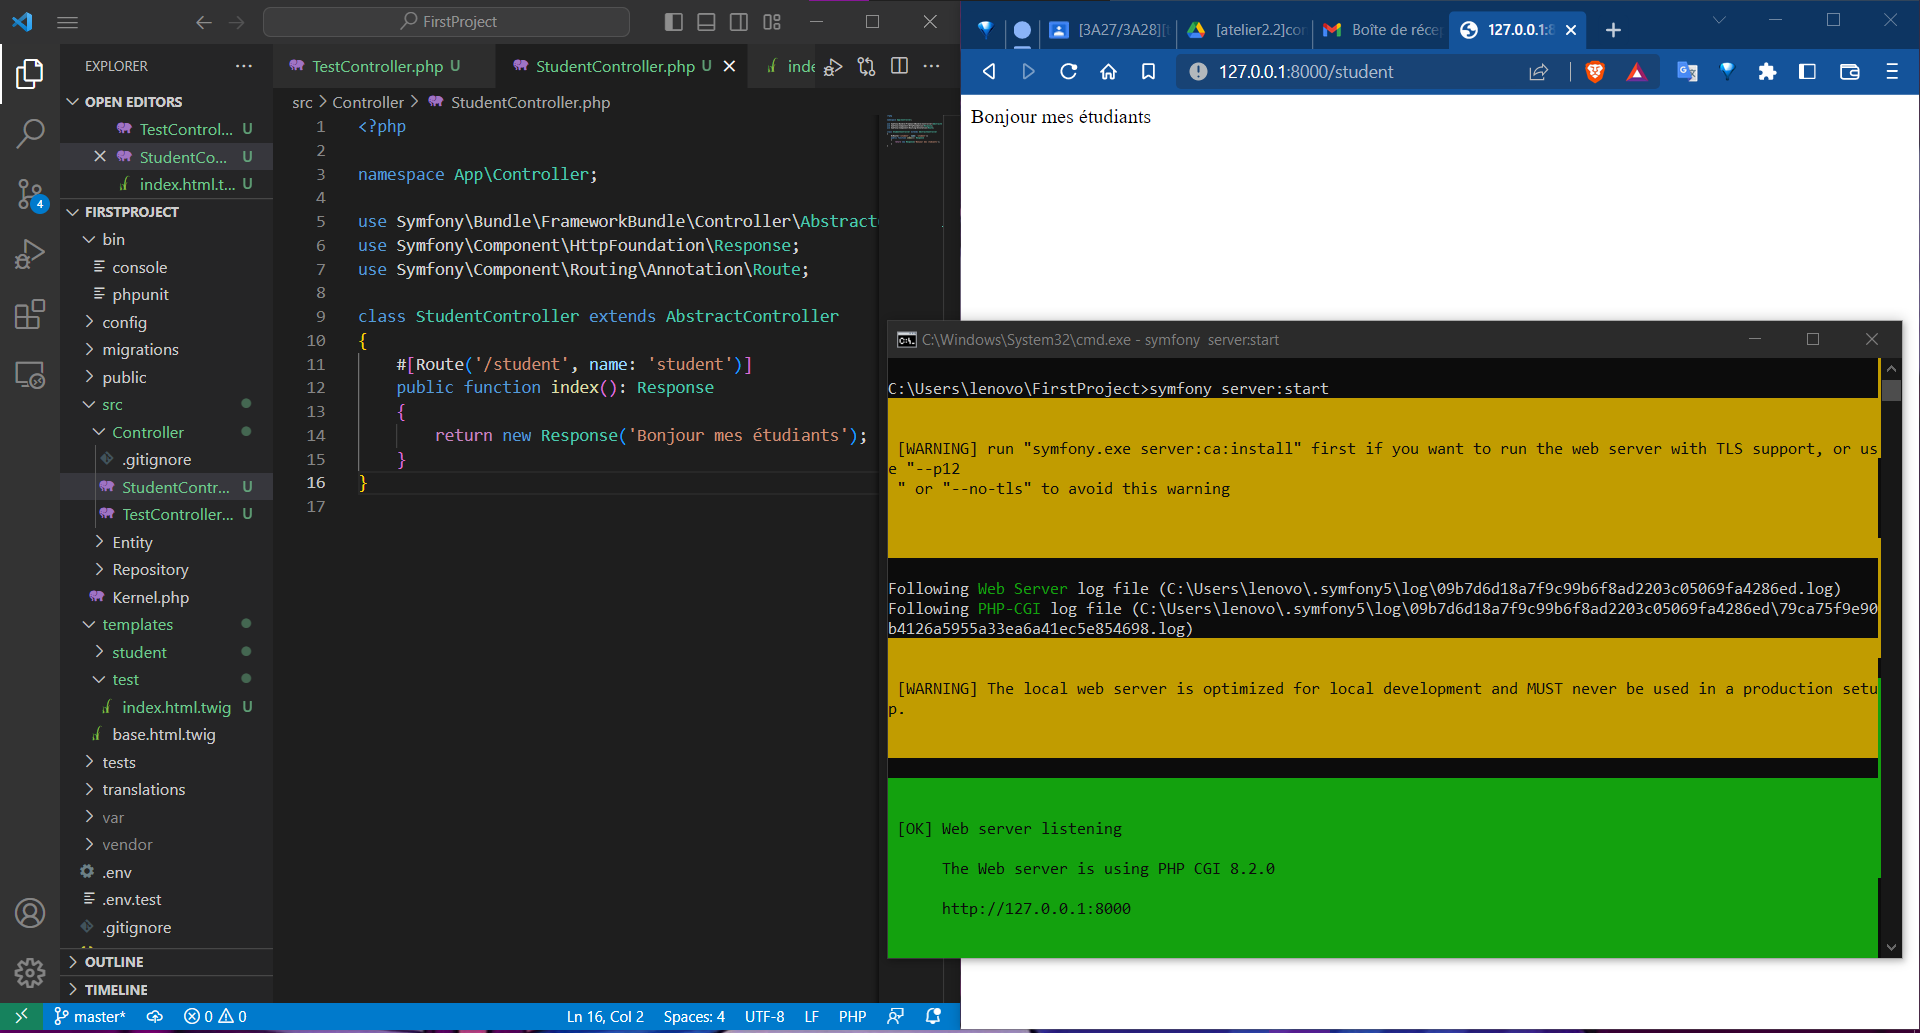 FirstProject
EXPLORER
OPEN EDITORS
TestControl... U
StudentCo... U
index.html.t... U
FIRSTPROJECT
bin
console
phpunit
config
migrations
public
src
Controller
.gitignore
StudentContr... U
TestController... U
Entity
Repository
Kernel.php
templates
student
test
index.html.twig U
base.html.twig
tests
translations
var
vendor
.env
.env.test
.gitignore
OUTLINE
TIMELINE
4
TestController.php U
StudentController.php U
inde
src > Controller > StudentController.php
1 <?php
2
3 namespace App\Controller;
4
5 use Symfony\Bundle\FrameworkBundle\Controller\Abstract
6 use Symfony\Component\HttpFoundation\Response;
7 use Symfony\Component\Routing\Annotation\Route;
8
9 class StudentController extends AbstractController
10 {
11 #[Route('/student', name: 'student')]
12 public function index(): Response
13 {
14 return new Response('Bonjour mes étudiants');
15 }
16 }
17
master* 0 0
Ln 16, Col 2 Spaces: 4 UTF-8 LF PHP
[3A27/3A28][t
[atelier2.2]cor
Boîte de récep
127.0.0.1:8
127.0.0.1:8000/student
Bonjour mes étudiants
C:\Windows\System32\cmd.exe - symfony server:start
C:\Users\lenovo\FirstProject>symfony server:start
[WARNING] run "symfony.exe server:ca:install" first if you want to run the web server with TLS support, or us
e "--p12
" or "--no-tls" to avoid this warning
Following Web Server log file (C:\Users\lenovo\.symfony5\log\09b7d6d18a7f9c99b6f8ad2203c05069fa4286ed.log)
Following PHP-CGI log file (C:\Users\lenovo\.symfony5\log\09b7d6d18a7f9c99b6f8ad2203c05069fa4286ed\79ca75f9e90
b4126a5955a33ea6a41ec5e854698.log)
[WARNING] The local web server is optimized for local development and MUST never be used in a production setu
p.
[OK] Web server listening
The Web server is using PHP CGI 8.2.0
http://127.0.0.1:8000